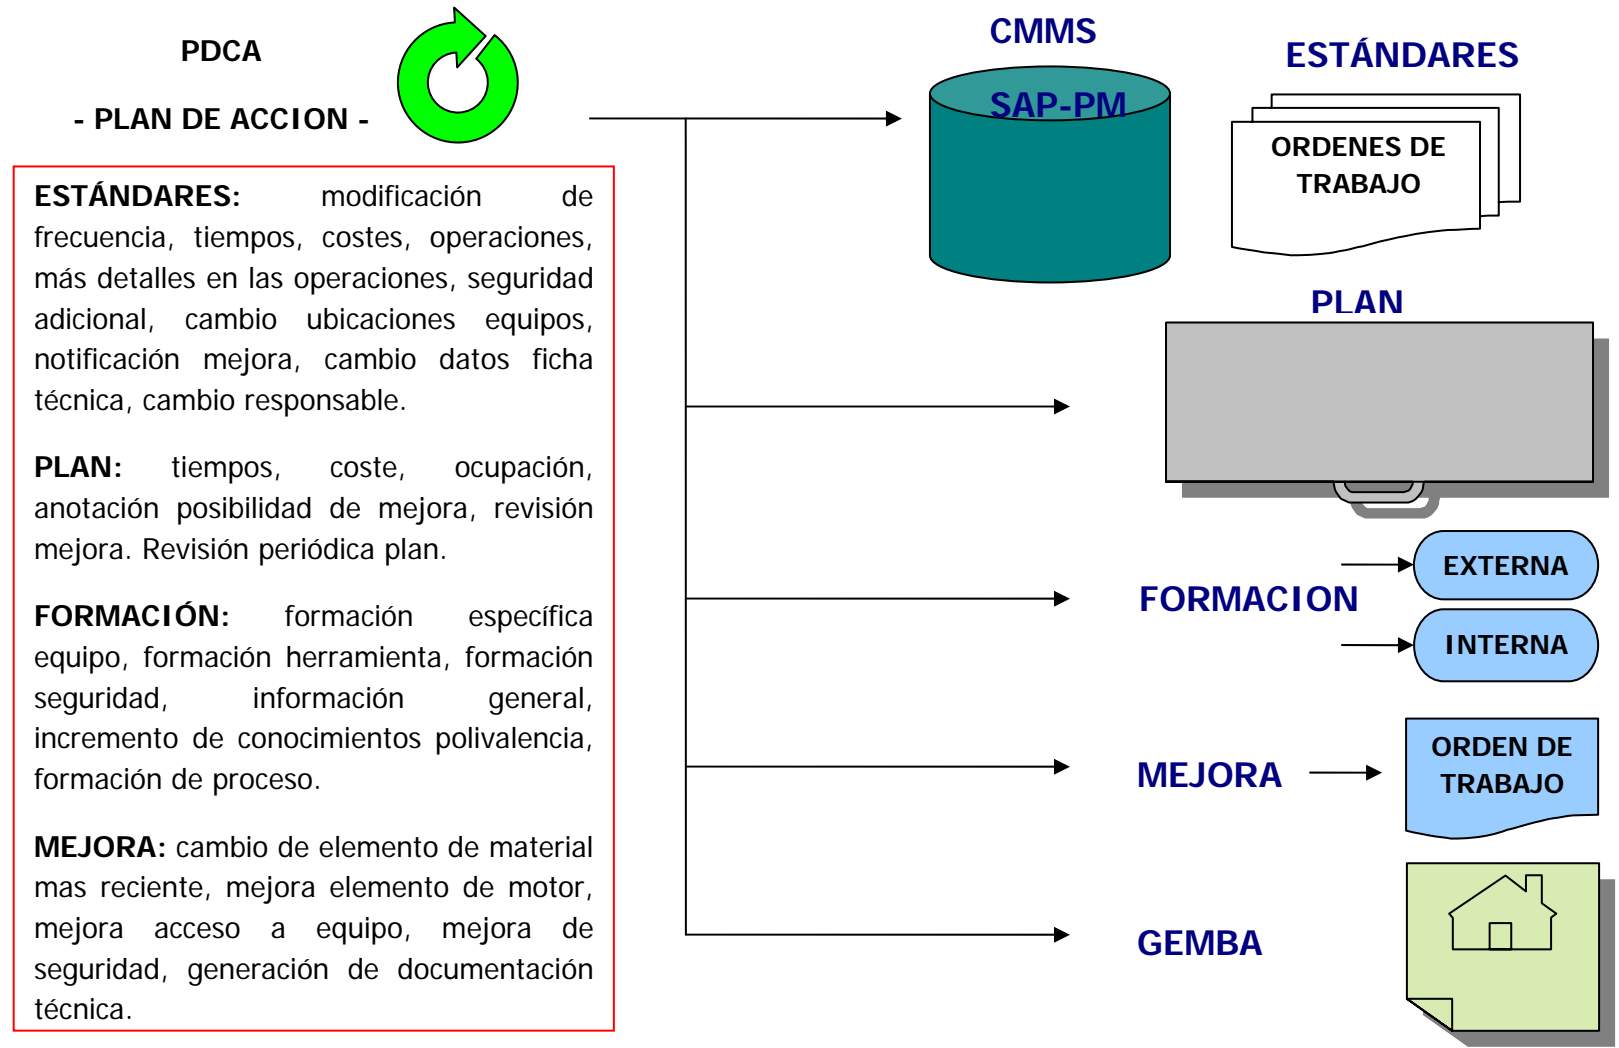 PDCA
- PLAN DE ACCION -
ESTÁNDARES: modificación de
frecuencia, tiempos, costes, operaciones,
más detalles en las operaciones, seguridad
adicional, cambio ubicaciones equipos,
notificación mejora, cambio datos ficha
técnica, cambio responsable.
PLAN: tiempos, coste, ocupación,
anotación posibilidad de mejora, revisión
mejora. Revisión periódica plan.
FORMACIÓN: formación específica
equipo, formación herramienta, formación
seguridad, información general,
incremento de conocimientos polivalencia,
formación de proceso.
MEJORA: cambio de elemento de material
mas reciente, mejora elemento de motor,
mejora acceso a equipo, mejora de
seguridad, generación de documentación
técnica.
CMMS
SAP-PM
ESTÁNDARES
ORDENES DE
TRABAJO
PLAN
FORMACION
EXTERNA
INTERNA
MEJORA
ORDEN DE
TRABAJO
GEMBA